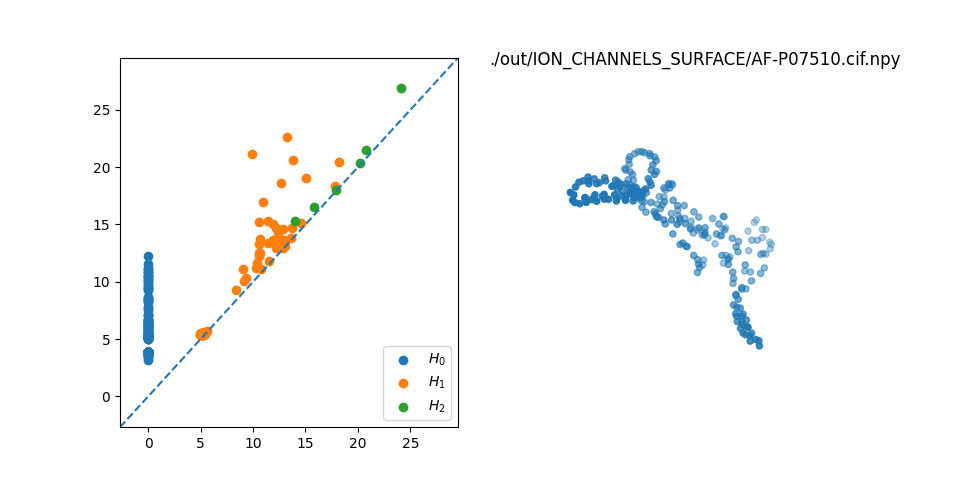 ./out/ION_CHANNELS_SURFACE/AF-P07510.cif.npy
25
20
15
10
5
0
H₀
H₁
H₂
0 5 10 15 20 25